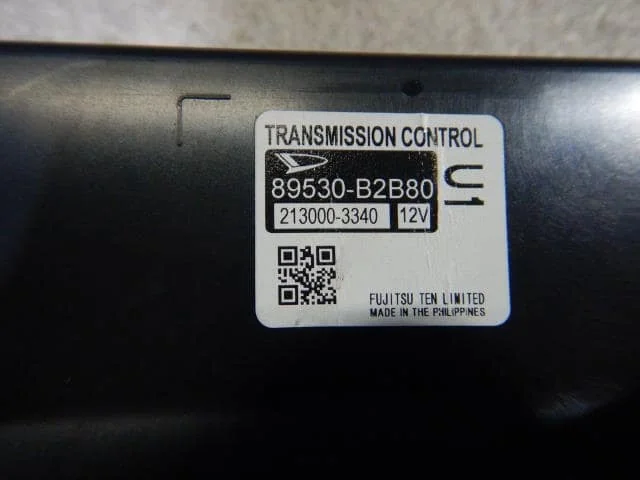 TRANSMISSION CONTROL
89530-B2B80
213000-3340 12V
U1
FUJITSU TEN LIMITED
MADE IN THE PHILIPPINES